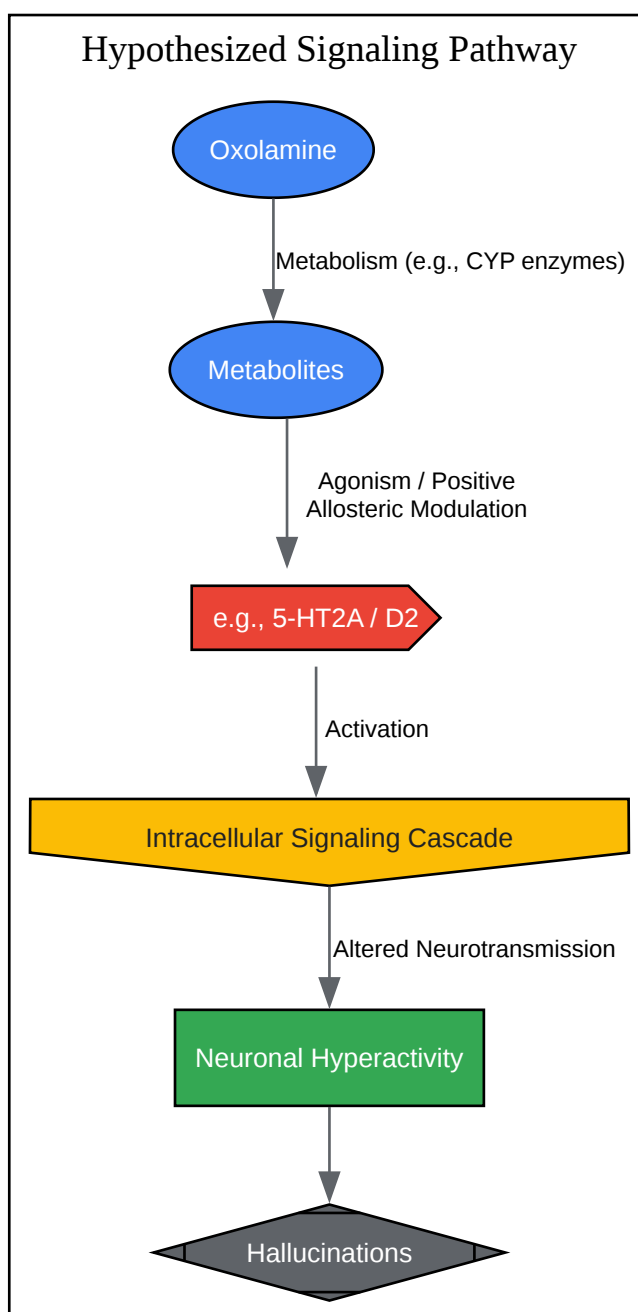 Hypothesized Signaling Pathway
Oxolamine
Metabolism (e.g., CYP enzymes)
Metabolites
Agonism / Positive
Allosteric Modulation
e.g., 5-HT2A / D2
Activation
Intracellular Signaling Cascade
Altered Neurotransmission
Neuronal Hyperactivity
Hallucinations